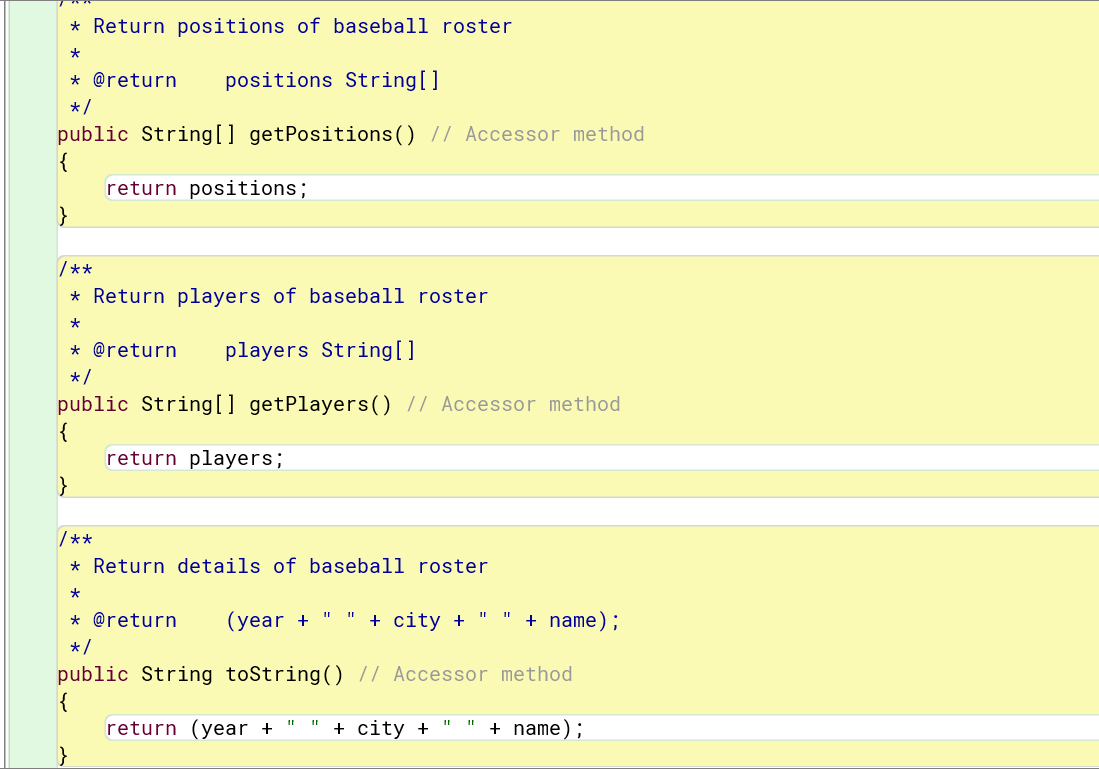 /**
 * Return positions of baseball roster
 *
 * @return    positions String[]
 */
public String[] getPositions() // Accessor method
{
    return positions;
}

/**
 * Return players of baseball roster
 *
 * @return    players String[]
 */
public String[] getPlayers() // Accessor method
{
    return players;
}

/**
 * Return details of baseball roster
 *
 * @return    (year + " " + city + " " + name);
 */
public String toString() // Accessor method
{
    return (year + " " + city + " " + name);
}